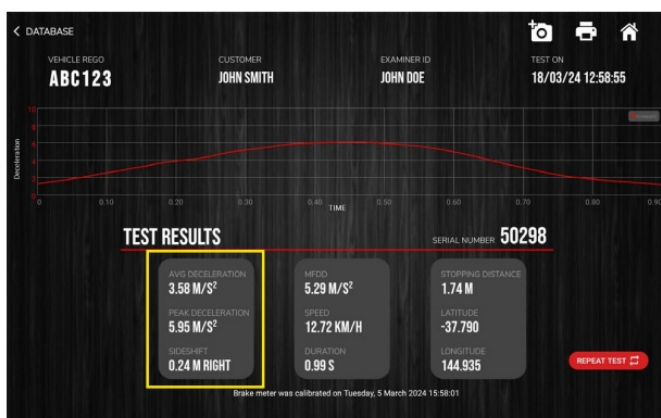 < DATABASE
VEHICLE REGO
ABC123
CUSTOMER
JOHN SMITH
EXAMINER ID
JOHN DOE
TEST ON
18/03/24 12:58:55
Deceleration
10
8
6
4
2
0
0 0.10 0.20 0.30 0.40 0.50 0.60 0.70 0.80 0.90
TIME
TEST RESULTS
SERIAL NUMBER 50298
AVG DECELERATION
3.58 M/S²
PEAK DECELERATION
5.95 M/S²
SIDESHIFT
0.24 M RIGHT
MFDD
5.29 M/S²
SPEED
12.72 KM/H
DURATION
0.99 S
STOPPING DISTANCE
1.74 M
LATITUDE
-37.790
LONGITUDE
144.935
REPEAT TEST
Brake meter was calibrated on Tuesday, 5 March 2024 15:58:01